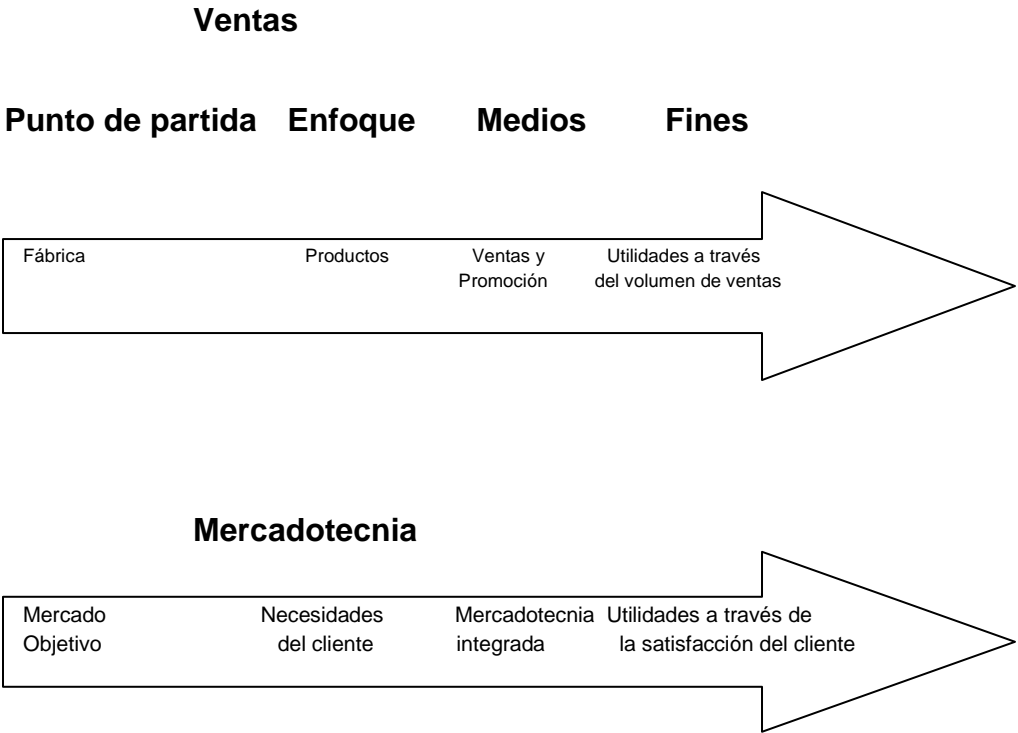 Ventas
Punto de partida Enfoque Medios Fines
Fábrica Productos Ventas y Utilidades a través
Promoción del volumen de ventas
Mercadotecnia
Mercado Necesidades Mercadotecnia Utilidades a través de
Objetivo del cliente integrada la satisfacción del cliente